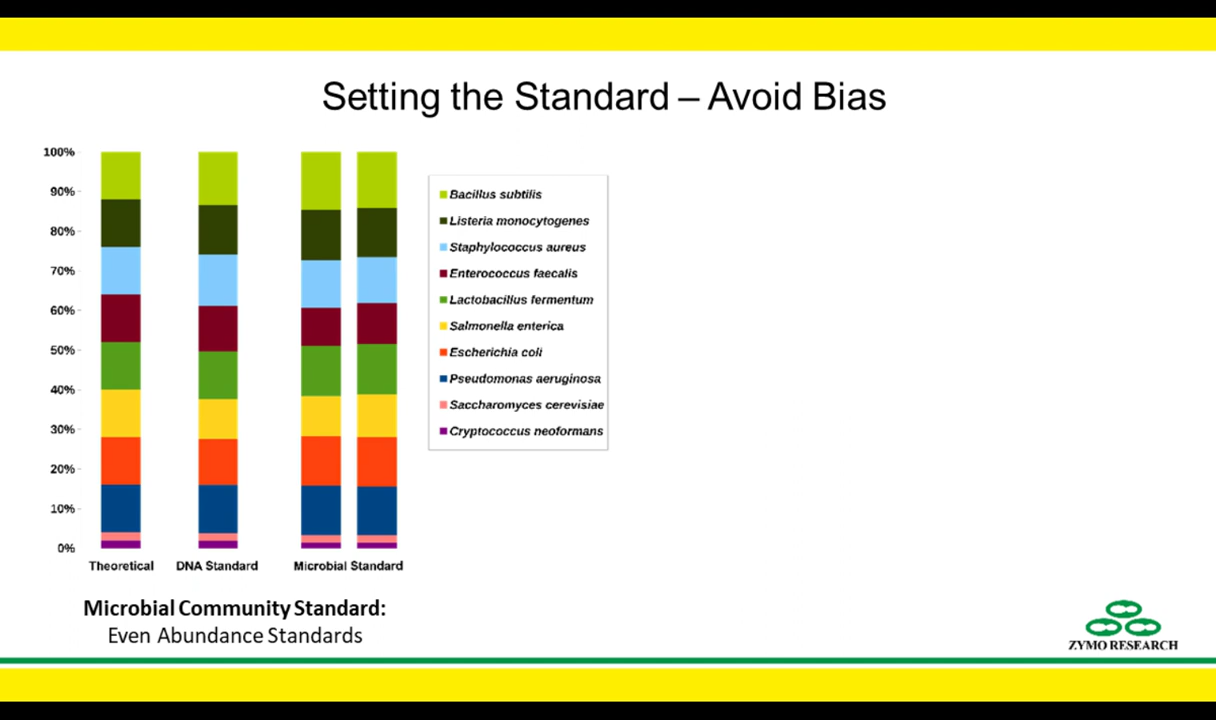 Setting the Standard – Avoid Bias
100%
90%
80%
70%
60%
50%
40%
30%
20%
10%
0%
Theoretical
DNA Standard
Microbial Standard
Bacillus subtilis
Listeria monocytogenes
Staphylococcus aureus
Enterococcus faecalis
Lactobacillus fermentum
Salmonella enterica
Escherichia coli
Pseudomonas aeruginosa
Saccharomyces cerevisiae
Cryptococcus neoformans
Microbial Community Standard:
Even Abundance Standards
ZYMO RESEARCH